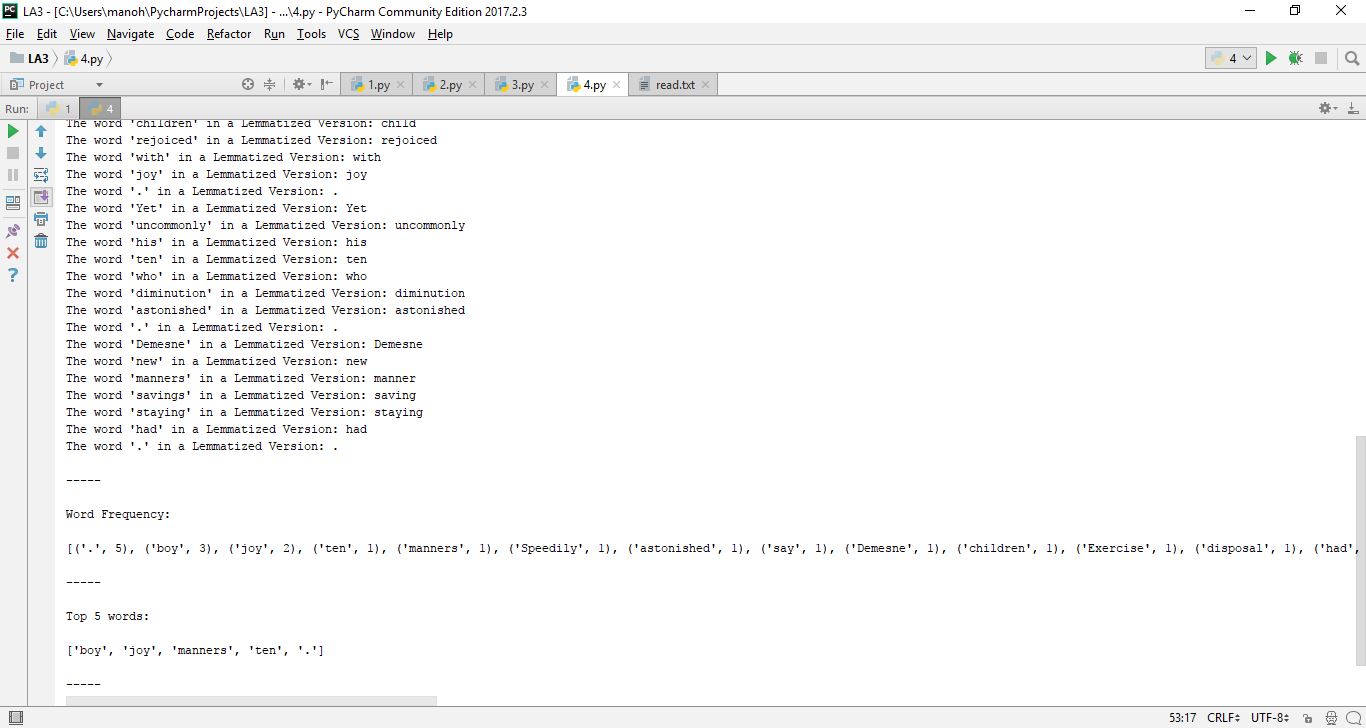 LA3 - [C:\Users\manoh\PycharmProjects\LA3] - ...\4.py - PyCharm Community Edition 2017.2.3
File Edit View Navigate Code Refactor Run Tools VCS Window Help
LA3 4.py 4
Project 1.py 2.py 3.py 4.py read.txt
Run: 1 4
The word 'children' in a Lemmatized Version: child
The word 'rejoiced' in a Lemmatized Version: rejoiced
The word 'with' in a Lemmatized Version: with
The word 'joy' in a Lemmatized Version: joy
The word '.' in a Lemmatized Version: .
The word 'Yet' in a Lemmatized Version: Yet
The word 'uncommonly' in a Lemmatized Version: uncommonly
The word 'his' in a Lemmatized Version: his
The word 'ten' in a Lemmatized Version: ten
The word 'who' in a Lemmatized Version: who
The word 'diminution' in a Lemmatized Version: diminution
The word 'astonished' in a Lemmatized Version: astonished
The word '.' in a Lemmatized Version: .
The word 'Demesne' in a Lemmatized Version: Demesne
The word 'new' in a Lemmatized Version: new
The word 'manners' in a Lemmatized Version: manner
The word 'savings' in a Lemmatized Version: saving
The word 'staying' in a Lemmatized Version: staying
The word 'had' in a Lemmatized Version: had
The word '.' in a Lemmatized Version: .
-----
Word Frequency:
[('.', 5), ('boy', 3), ('joy', 2), ('ten', 1), ('manners', 1), ('Speedily', 1), ('astonished', 1), ('say', 1), ('Demesne', 1), ('children', 1), ('Exercise', 1), ('disposal', 1), ('had',
-----
Top 5 words:
['boy', 'joy', 'manners', 'ten', '.']
-----
53:17 CRLF UTF-8